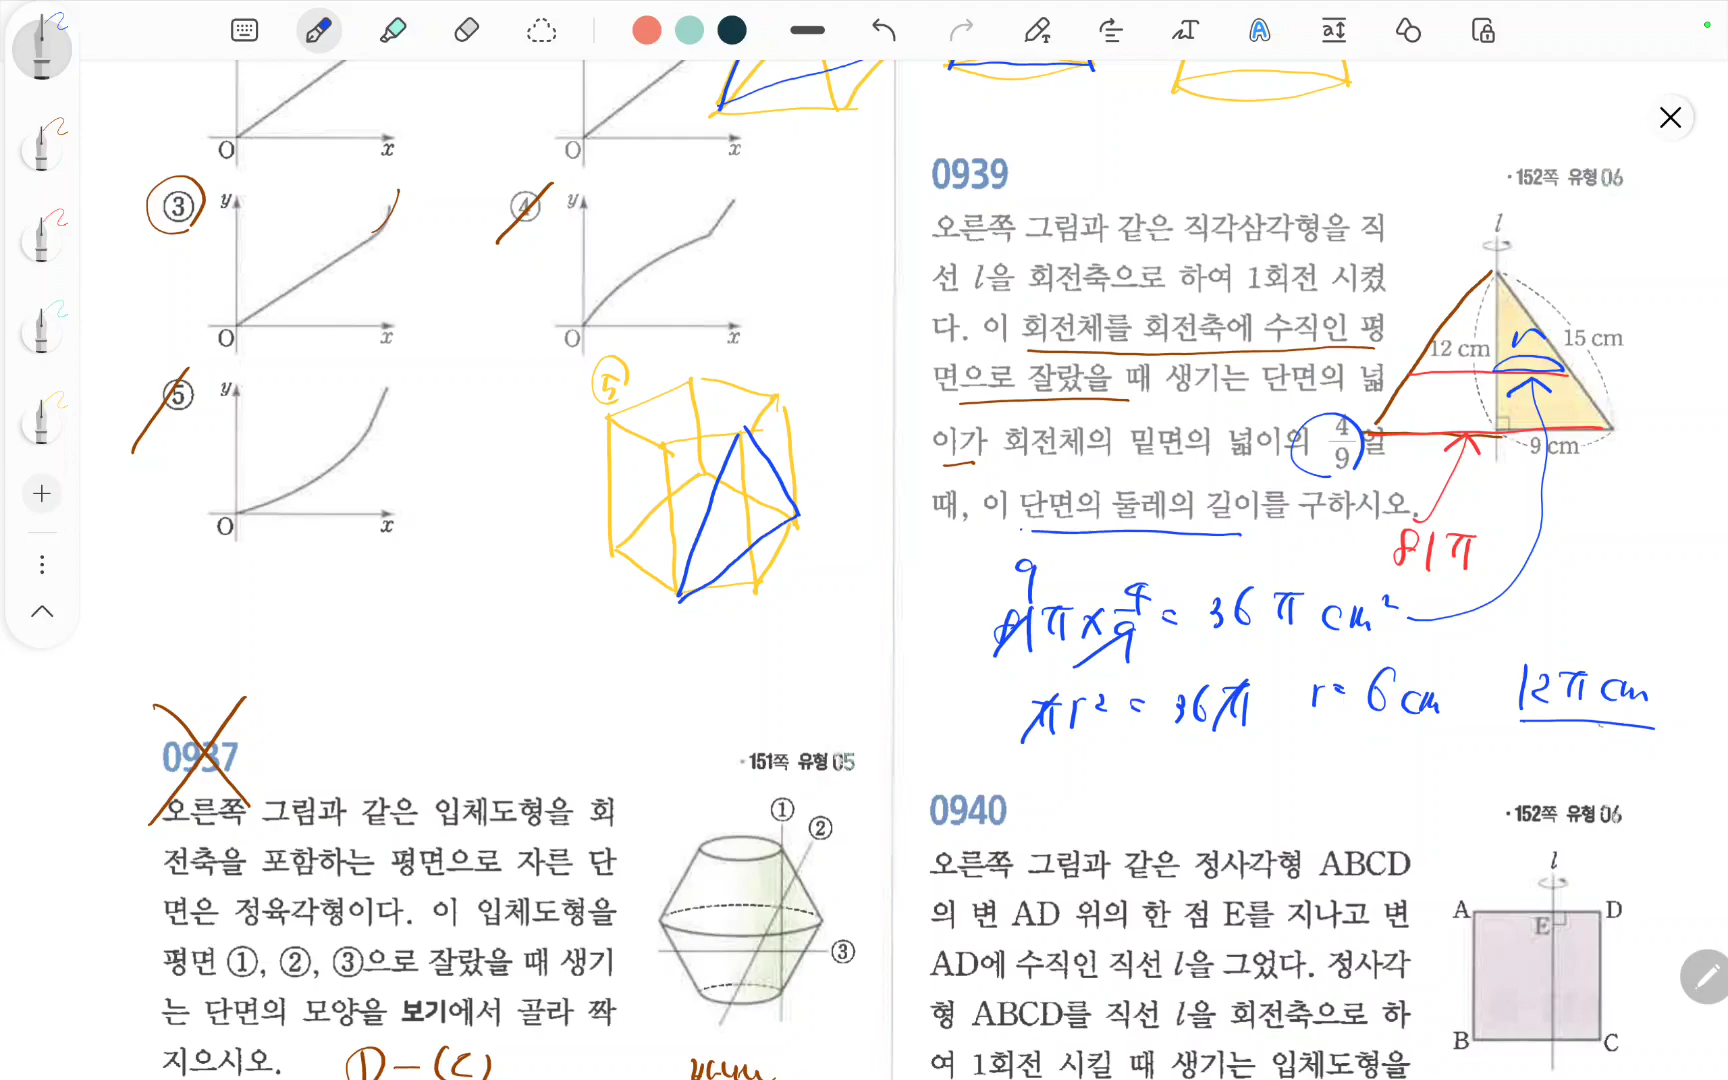 O x
O x
③ y O x
④ y O x
⑤ y O x
5
0937
· 151쪽 유형 05
오른쪽 그림과 같은 입체도형을 회
전축을 포함하는 평면으로 자른 단
면은 정육각형이다. 이 입체도형을
평면 ①, ②, ③으로 잘랐을 때 생기
는 단면의 모양을 보기에서 골라 짝
지으시오.
①
②
③
0939
· 152쪽 유형 06
오른쪽 그림과 같은 직각삼각형을 직
선 l을 회전축으로 하여 1회전 시켰
다. 이 회전체를 회전축에 수직인 평
면으로 잘랐을 때 생기는 단면의 넓
이가 회전체의 밑면의 넓이의 4/9일
때, 이 단면의 둘레의 길이를 구하시오.
l
12 cm
15 cm
9 cm
r
81π
9
81π × 4/9 = 36π cm²
πr² = 36π r = 6 cm 12π cm
0940
· 152쪽 유형 06
오른쪽 그림과 같은 정사각형 ABCD
의 변 AD 위의 한 점 E를 지나고 변
AD에 수직인 직선 l을 그었다. 정사각
형 ABCD를 직선 l을 회전축으로 하
여 1회전 시킬 때 생기는 입체도형을
l
A E D
B C